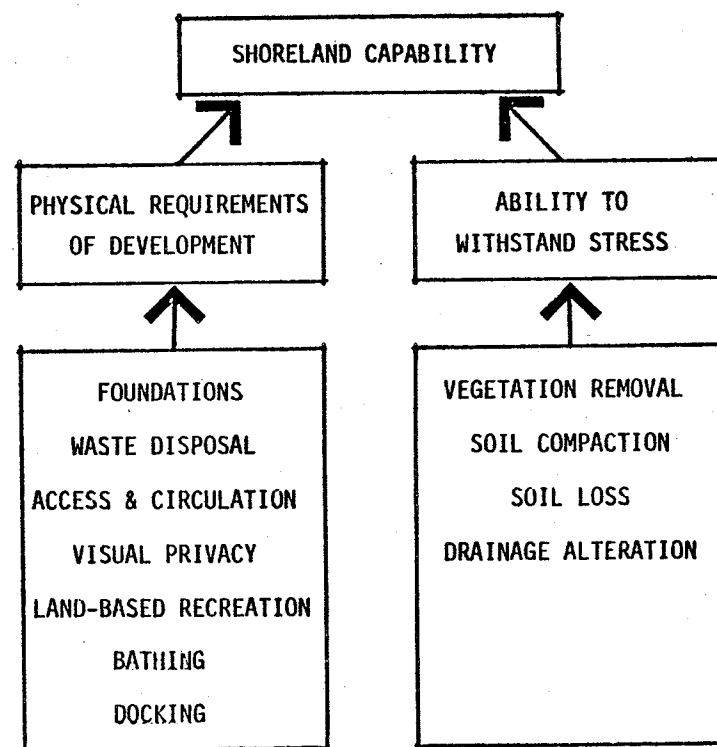 SHORELAND CAPABILITY
PHYSICAL REQUIREMENTS
OF DEVELOPMENT
ABILITY TO
WITHSTAND STRESS
FOUNDATIONS
WASTE DISPOSAL
ACCESS & CIRCULATION
VISUAL PRIVACY
LAND-BASED RECREATION
BATHING
DOCKING
VEGETATION REMOVAL
SOIL COMPACTION
SOIL LOSS
DRAINAGE ALTERATION